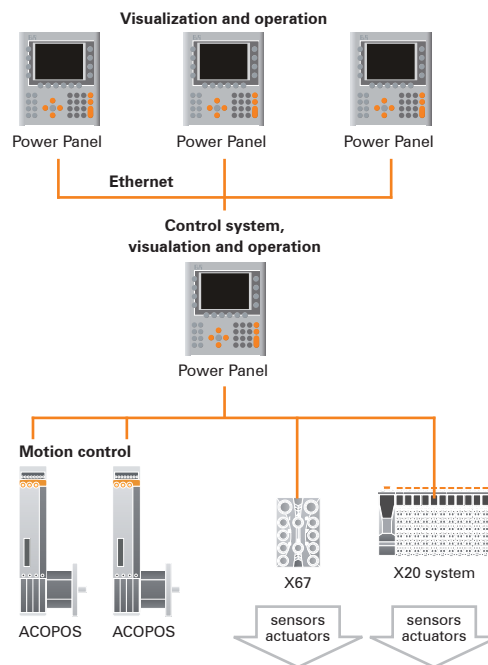 Visualization and operation
Power Panel
Power Panel
Power Panel
Ethernet
Control system,
visualation and operation
Power Panel
Motion control
ACOPOS
ACOPOS
X67
X20 system
sensors
actuators
sensors
actuators